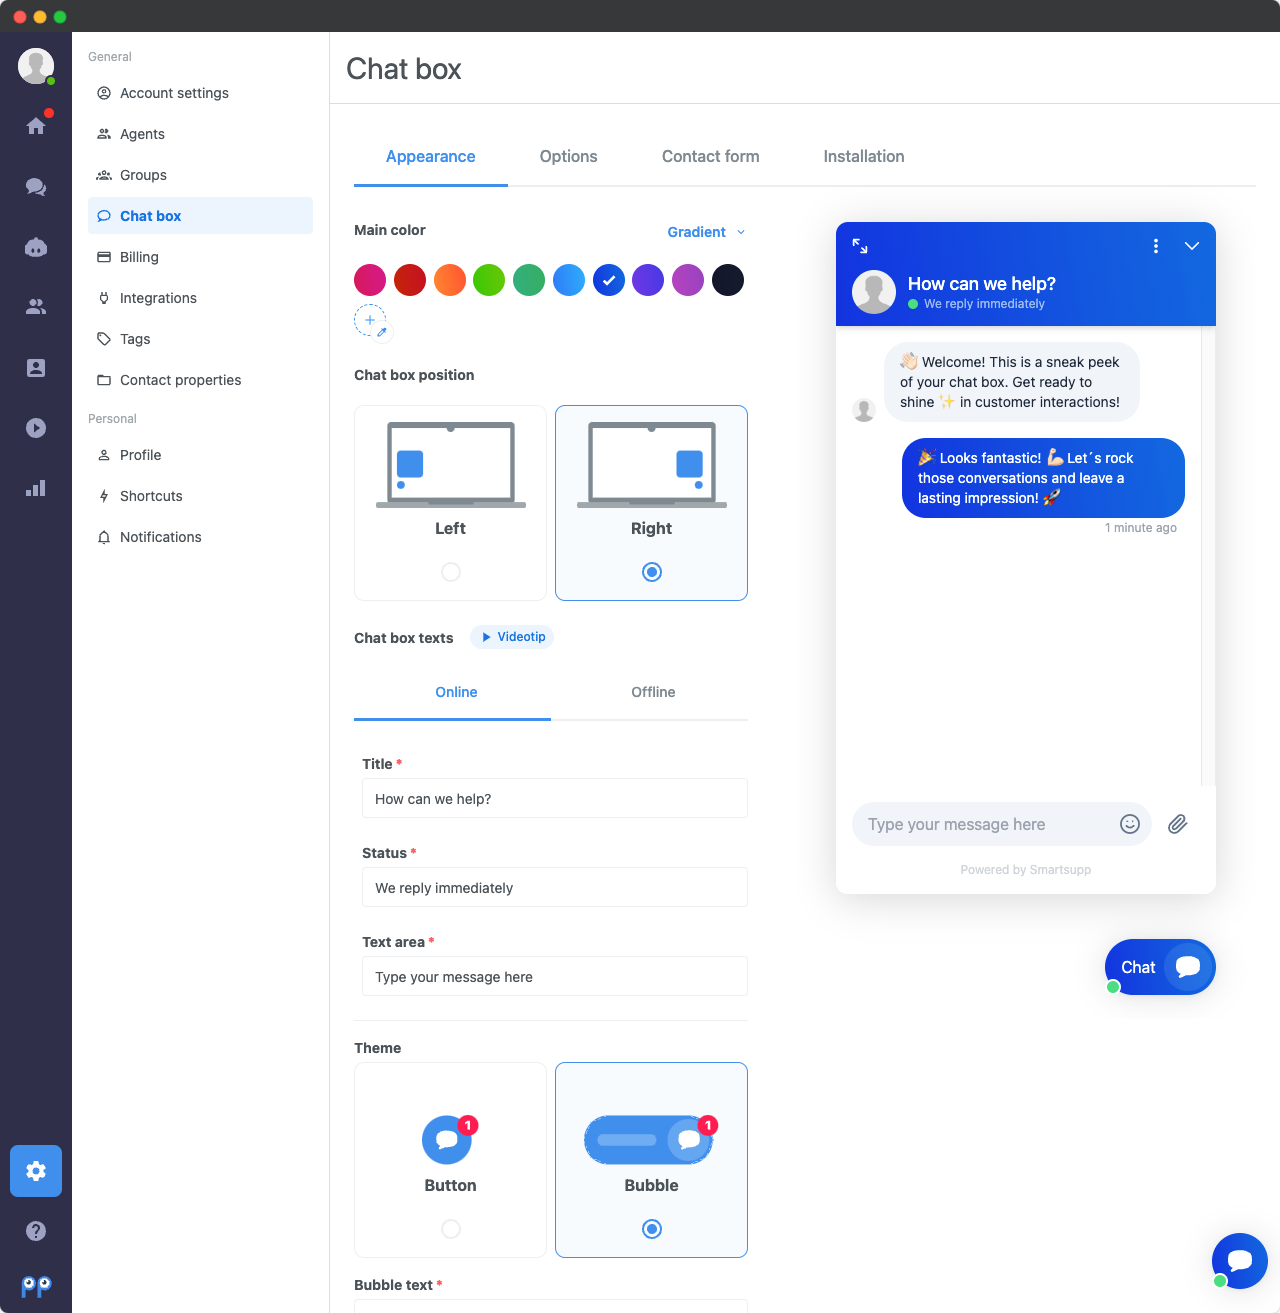 General
Account settings
Agents
Groups
Chat box
Billing
Integrations
Tags
Contact properties
Personal
Profile
Shortcuts
Notifications
Chat box
Appearance
Options
Contact form
Installation
Main color
Gradient
Chat box position
Left
Right
Chat box texts
Videotip
Online
Offline
Title *
How can we help?
Status *
We reply immediately
Text area *
Type your message here
Theme
1
Button
1
Bubble
Bubble text *
How can we help?
We reply immediately
👋🏻 Welcome! This is a sneak peek
of your chat box. Get ready to
shine ✨ in customer interactions!
🎉 Looks fantastic! 💪🏻 Let´s rock
those conversations and leave a
lasting impression! 🚀
1 minute ago
Type your message here
Powered by Smartsupp
Chat